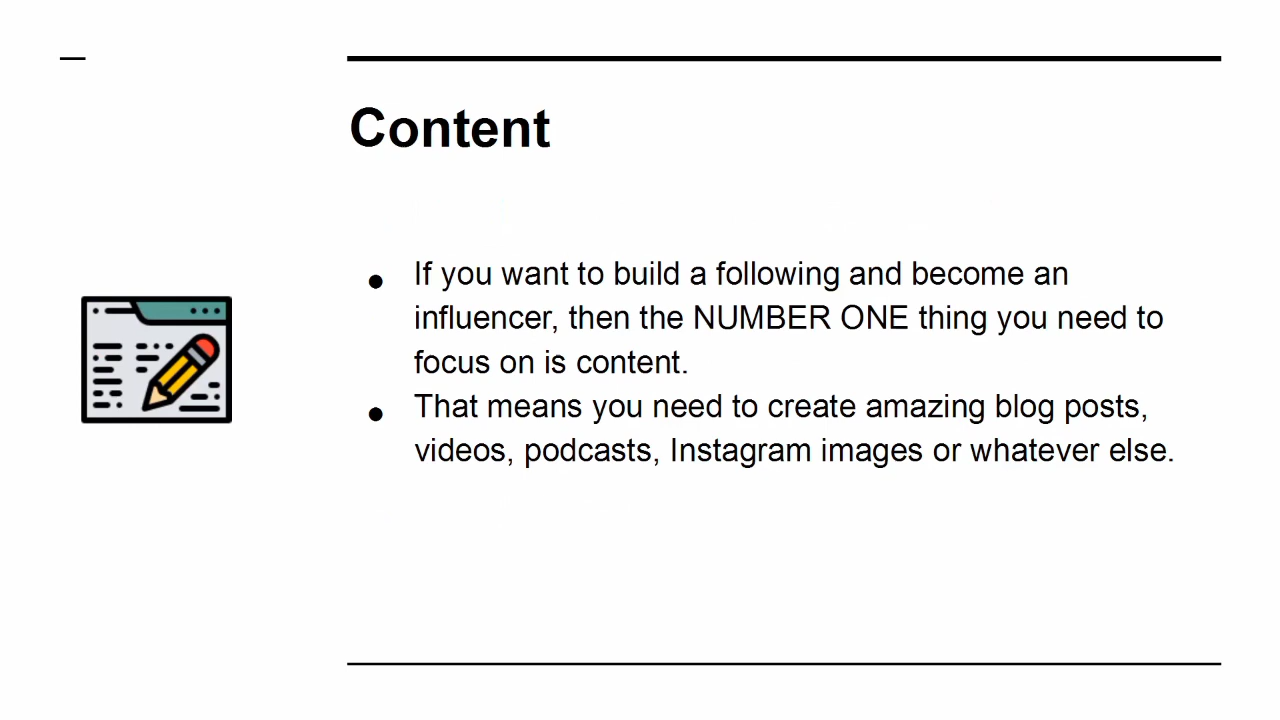 Content
● If you want to build a following and become an
influencer, then the NUMBER ONE thing you need to
focus on is content.
● That means you need to create amazing blog posts,
videos, podcasts, Instagram images or whatever else.